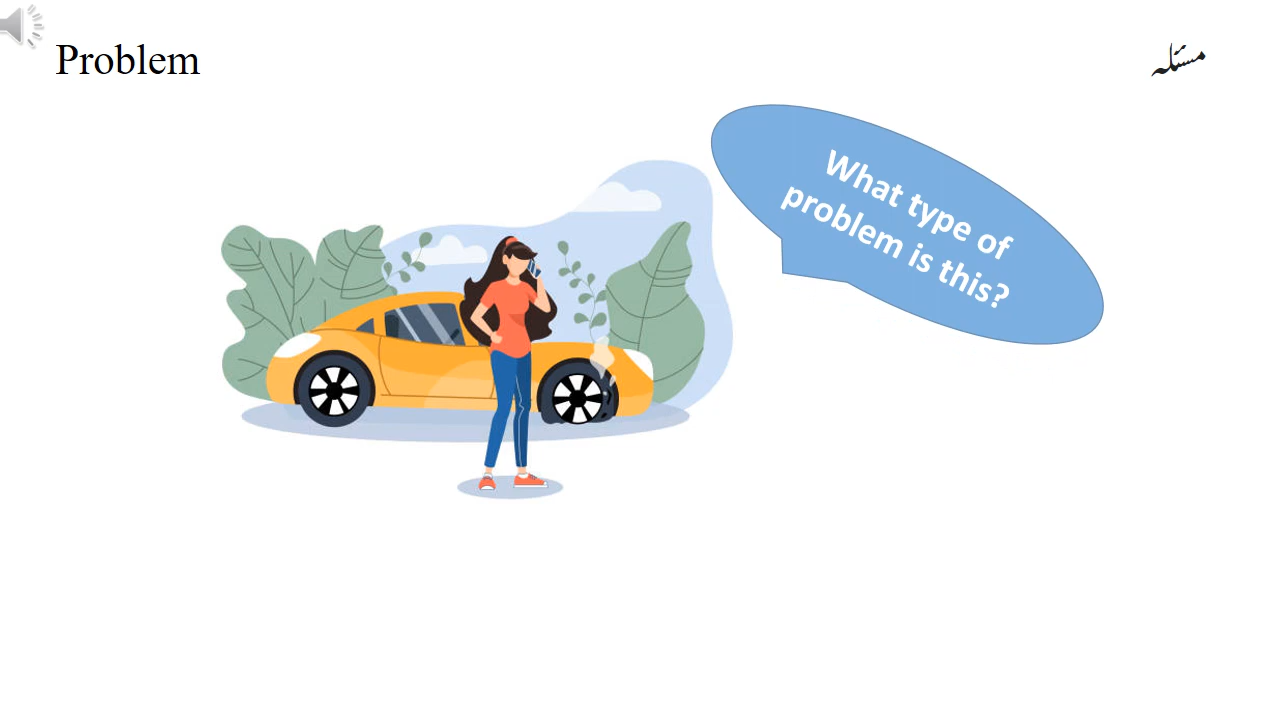 Problem
مسئلہ
What type of
problem is this?